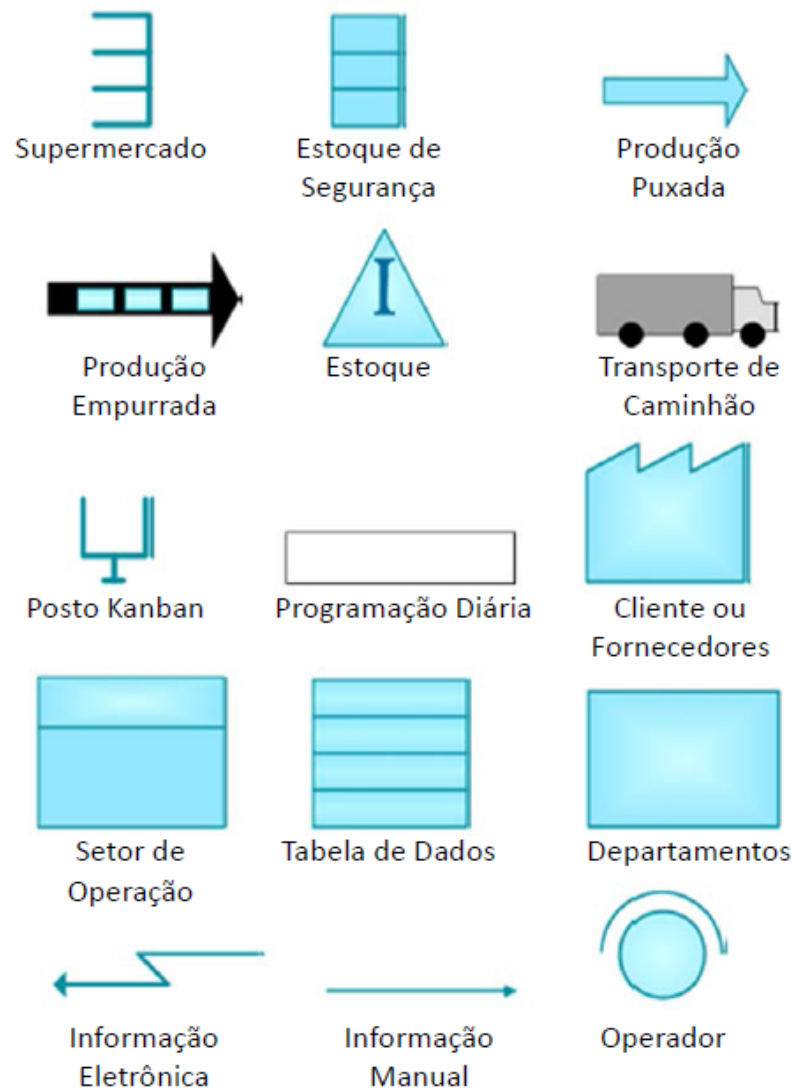 Supermercado
Estoque de
Segurança
Produção
Puxada
Produção
Empurrada
I
Estoque
Transporte de
Caminhão
Posto Kanban
Programação Diária
Cliente ou
Fornecedores
Setor de
Operação
Tabela de Dados
Departamentos
Informação
Eletrônica
Informação
Manual
Operador